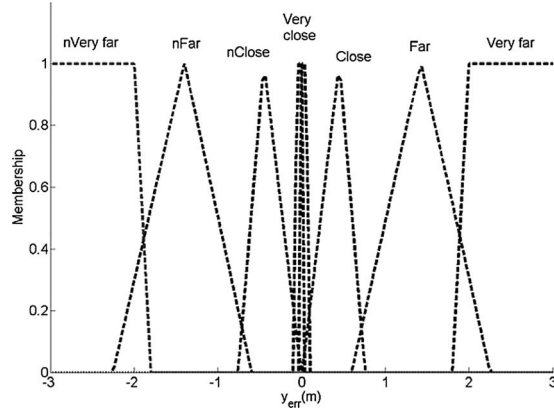 nVery far
nFar
nClose
Very
close
Close
Far
Very far
1
0.8
0.6
0.4
0.2
0
Membership
-3
-2
-1
0
1
2
3
y_err(m)